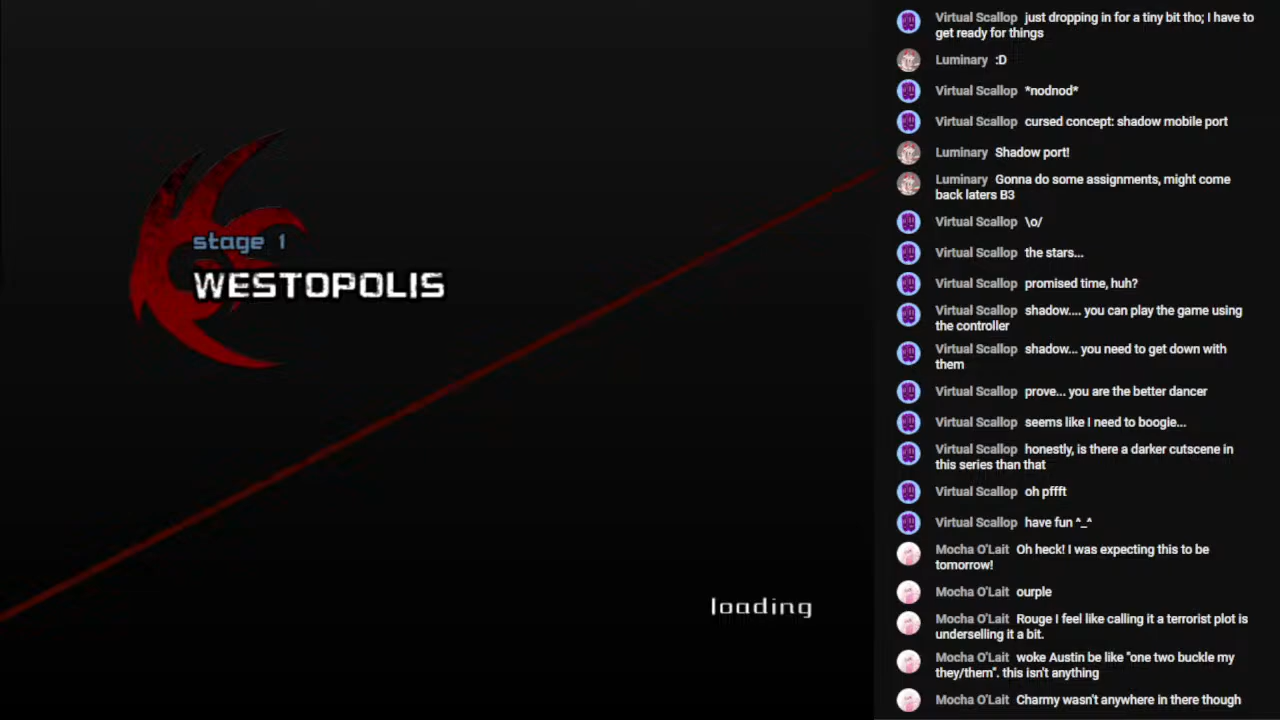 stage 1
WESTOPOLIS
loading
Virtual Scallop just dropping in for a tiny bit tho; I have to
get ready for things
Luminary :D
Virtual Scallop *nodnod*
Virtual Scallop cursed concept: shadow mobile port
Luminary Shadow port!
Luminary Gonna do some assignments, might come
back laters B3
Virtual Scallop \o/
Virtual Scallop the stars...
Virtual Scallop promised time, huh?
Virtual Scallop shadow.... you can play the game using
the controller
Virtual Scallop shadow... you need to get down with
them
Virtual Scallop prove... you are the better dancer
Virtual Scallop seems like I need to boogie...
Virtual Scallop honestly, is there a darker cutscene in
this series than that
Virtual Scallop oh pffft
Virtual Scallop have fun ^_^
Mocha O'Lait Oh heck! I was expecting this to be
tomorrow!
Mocha O'Lait ourple
Mocha O'Lait Rouge I feel like calling it a terrorist plot is
underselling it a bit.
Mocha O'Lait woke Austin be like "one two buckle my
they/them". this isn't anything
Mocha O'Lait Charmy wasn't anywhere in there though